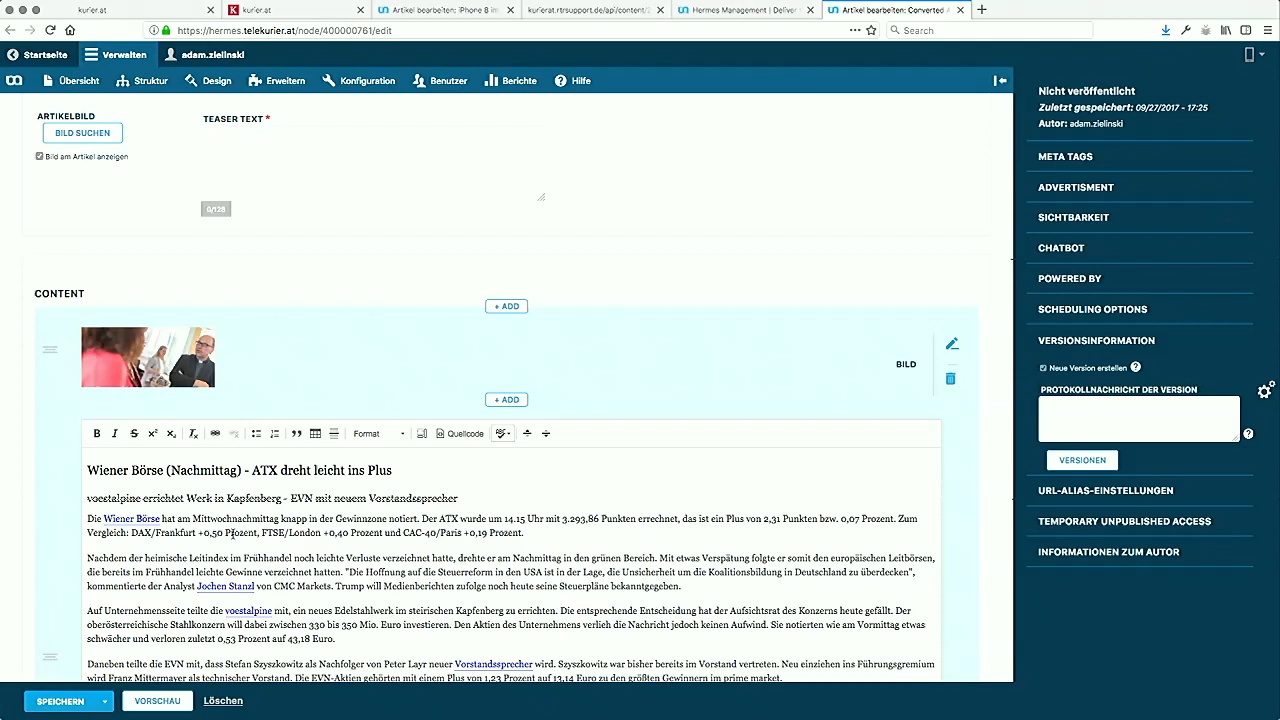 kurier.at
kurier.at
Artikel bearbeiten: iPhone 8 im
kurierat.rtrsupport.de/api/content/2
Hermes Management | Deliver
Artikel bearbeiten: Converted A
https://hermes.telekurier.at/node/400000761/edit
Search
Startseite
Verwalten
adam.zielinski
Übersicht
Struktur
Design
Erweitern
Konfiguration
Benutzer
Berichte
Hilfe
ARTIKELBILD
BILD SUCHEN
Bild am Artikel anzeigen
TEASER TEXT *
0/128
CONTENT
+ ADD
BILD
+ ADD
Format
Quellcode
Wiener Börse (Nachmittag) - ATX dreht leicht ins Plus
voestalpine errichtet Werk in Kapfenberg - EVN mit neuem Vorstandssprecher
Die Wiener Börse hat am Mittwochnachmittag knapp in der Gewinnzone notiert. Der ATX wurde um 14.15 Uhr mit 3.293,86 Punkten errechnet, das ist ein Plus von 2,31 Punkten bzw. 0,07 Prozent. Zum
Vergleich: DAX/Frankfurt +0,50 Prozent, FTSE/London +0,40 Prozent und CAC-40/Paris +0,19 Prozent.
Nachdem der heimische Leitindex im Frühhandel noch leichte Verluste verzeichnet hatte, drehte er am Nachmittag in den grünen Bereich. Mit etwas Verspätung folgte er somit den europäischen Leitbörsen,
die bereits im Frühhandel leichte Gewinne verzeichnet hatten. "Die Hoffnung auf die Steuerreform in den USA ist in der Lage, die Unsicherheit um die Koalitionsbildung in Deutschland zu überdecken",
kommentierte der Analyst Jochen Stanzl von CMC Markets. Trump will Medienberichten zufolge noch heute seine Steuerpläne bekanntgegeben.
Auf Unternehmensseite teilte die voestalpine mit, ein neues Edelstahlwerk im steirischen Kapfenberg zu errichten. Die entsprechende Entscheidung hat der Aufsichtsrat des Konzerns heute gefällt. Der
oberösterreichische Stahlkonzern will dabei zwischen 330 bis 350 Mio. Euro investieren. Den Aktien des Unternehmens verlieh die Nachricht jedoch keinen Aufwind. Sie notierten wie am Vormittag etwas
schwächer und verloren zuletzt 0,53 Prozent auf 43,18 Euro.
Daneben teilte die EVN mit, dass Stefan Szyszkowitz als Nachfolger von Peter Layr neuer Vorstandssprecher wird. Szyszkowitz war bisher bereits im Vorstand vertreten. Neu einziehen ins Führungsgremium
wird Franz Mittermayer als technischer Vorstand. Die EVN-Aktien gehörten mit einem Plus von 1,23 Prozent auf 13,14 Euro zu den größten Gewinnern im prime market.
SPEICHERN
VORSCHAU
Löschen
Nicht veröffentlicht
Zuletzt gespeichert: 09/27/2017 - 17:25
Autor: adam.zielinski
META TAGS
ADVERTISMENT
SICHTBARKEIT
CHATBOT
POWERED BY
SCHEDULING OPTIONS
VERSIONSINFORMATION
Neue Version erstellen
PROTOKOLLNACHRICHT DER VERSION
VERSIONEN
URL-ALIAS-EINSTELLUNGEN
TEMPORARY UNPUBLISHED ACCESS
INFORMATIONEN ZUM AUTOR